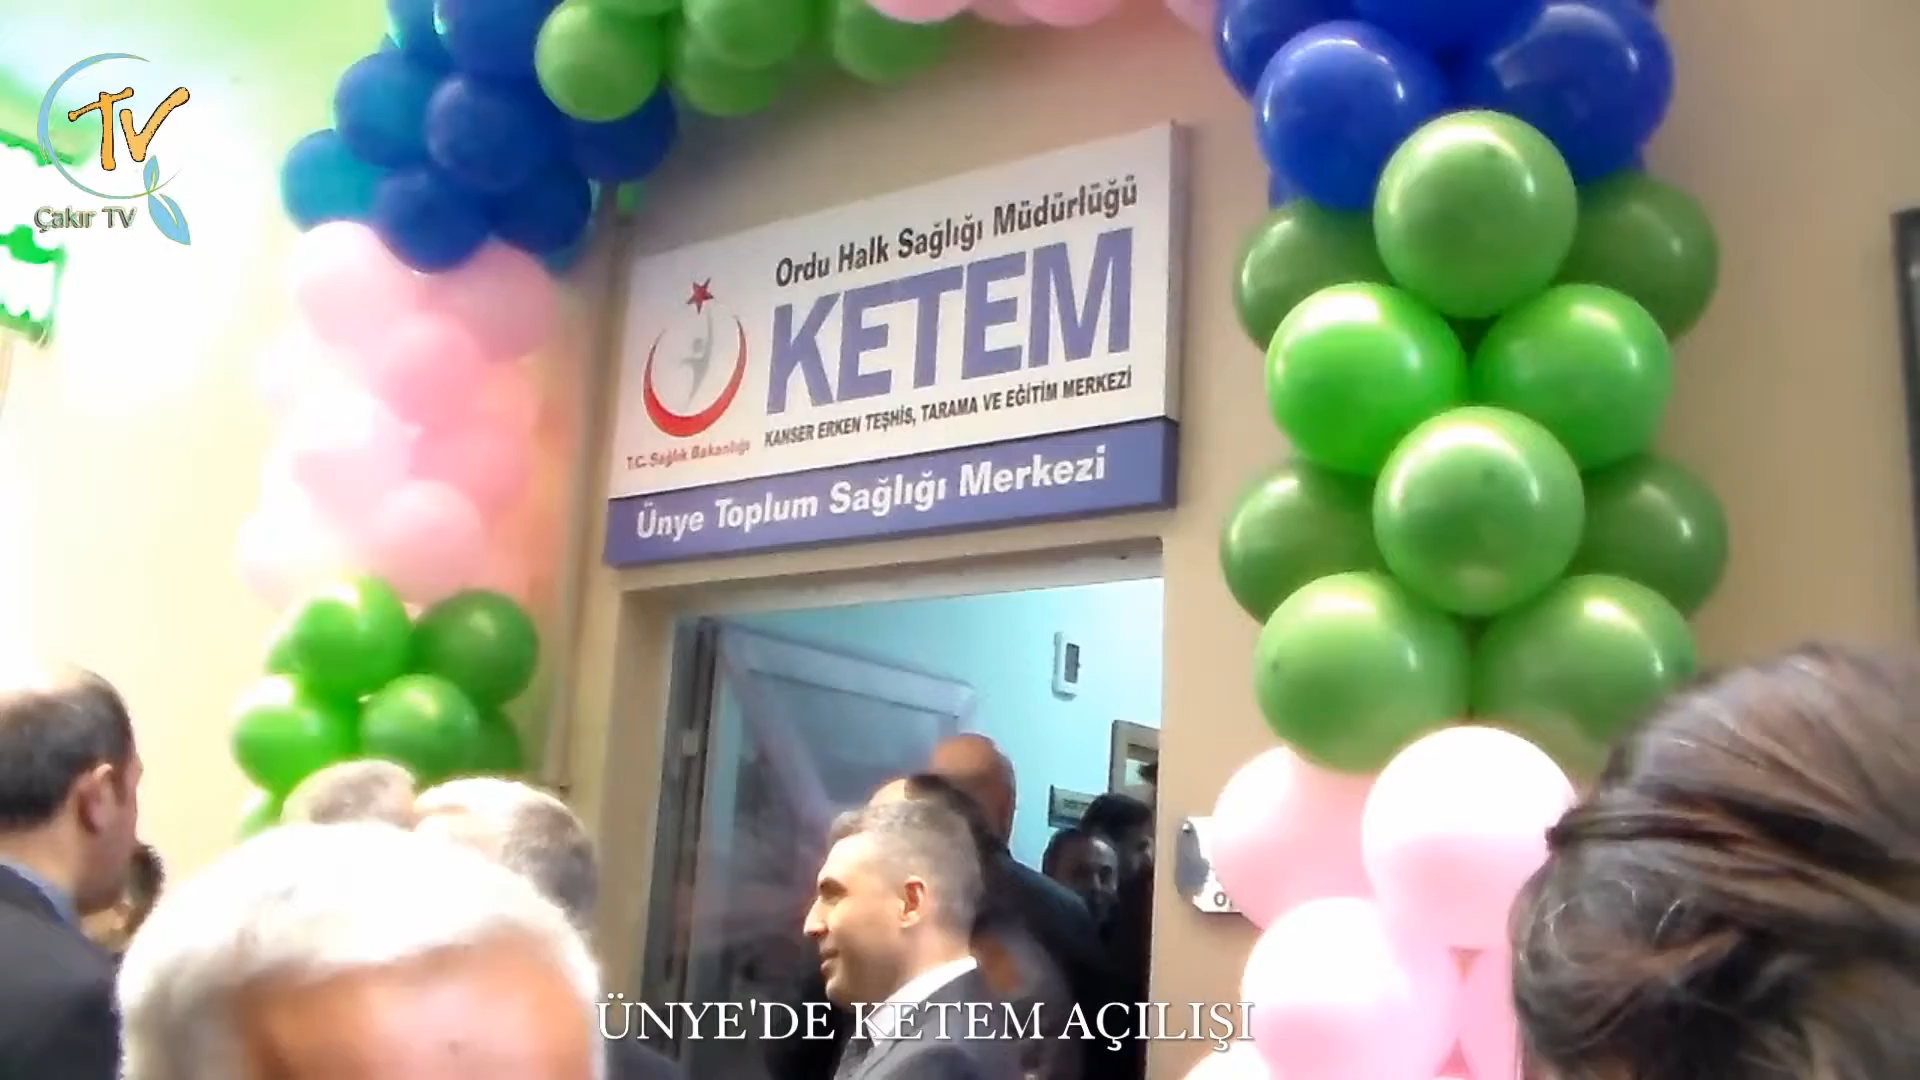 TV
Çakır TV
Ordu Halk Sağlığı Müdürlüğü
KETEM
KANSER ERKEN TEŞHİS, TARAMA VE EĞİTİM MERKEZİ
T.C. Sağlık Bakanlığı
Ünye Toplum Sağlığı Merkezi
ÜNYE'DE KETEM AÇILIŞI